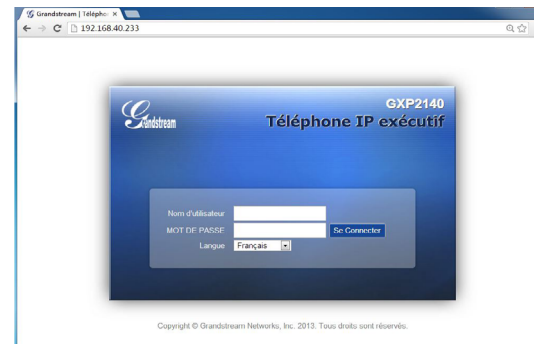 Grandstream | Télépho
192.168.40.233
Grandstream
GXP2140
Téléphone IP exécutif
Nom d'utilisateur
MOT DE PASSE
Se Connecter
Langue
Français
Copyright © Grandstream Networks, Inc. 2013. Tous droits sont réservés.